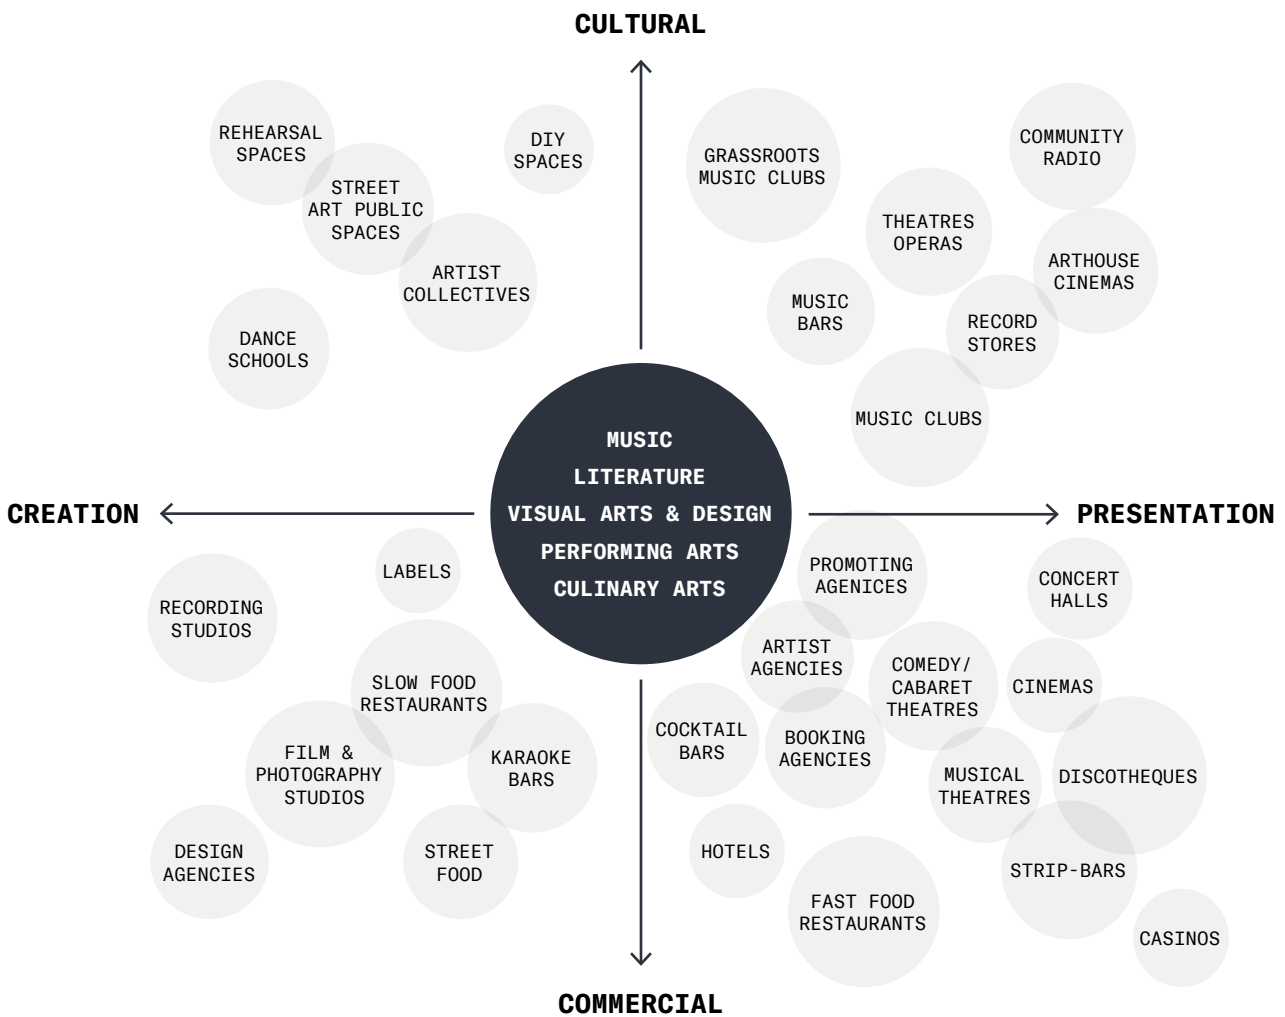 CULTURAL
REHEARSAL
SPACES
STREET
ART PUBLIC
SPACES
DIY
SPACES
ARTIST
COLLECTIVES
DANCE
SCHOOLS
GRASSROOTS
MUSIC CLUBS
COMMUNITY
RADIO
THEATRES
OPERAS
ARTHOUSE
CINEMAS
MUSIC
BARS
RECORD
STORES
MUSIC CLUBS
MUSIC
LITERATURE
VISUAL ARTS & DESIGN
PERFORMING ARTS
CULINARY ARTS
CREATION
PRESENTATION
LABELS
RECORDING
STUDIOS
SLOW FOOD
RESTAURANTS
FILM &
PHOTOGRAPHY
STUDIOS
KARAOKE
BARS
DESIGN
AGENCIES
STREET
FOOD
PROMOTING
AGENICES
CONCERT
HALLS
ARTIST
AGENCIES
COMEDY/
CABARET
THEATRES
CINEMAS
COCKTAIL
BARS
BOOKING
AGENCIES
MUSICAL
THEATRES
DISCOTHEQUES
HOTELS
STRIP-BARS
FAST FOOD
RESTAURANTS
CASINOS
COMMERCIAL